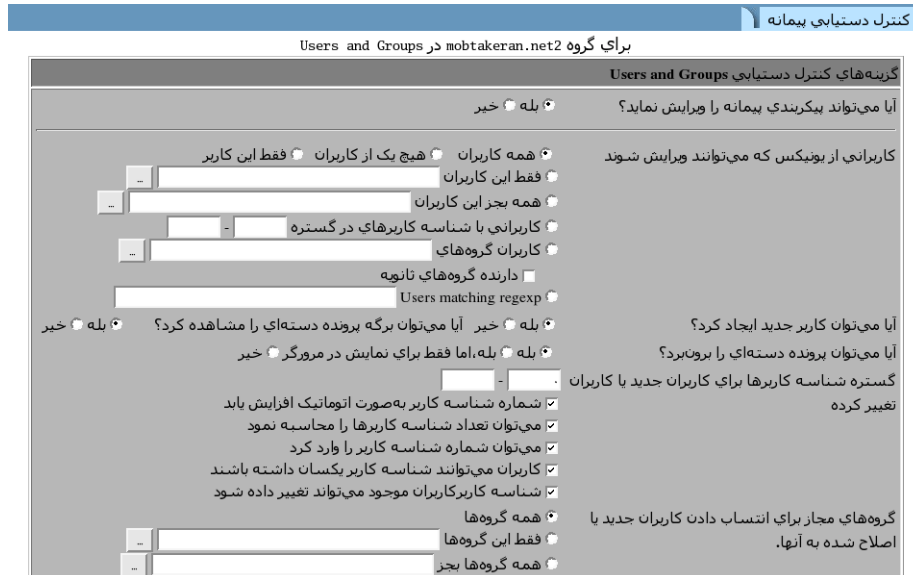 کنترل دستيابي پيمانه
براي گروه mobtakeran.net2 در Users and Groups
گزينه‌هاي کنترل دستيابي Users and Groups
آيا مي‌تواند پيکربندي پيمانه را ويرايش نمايد؟ بله خير
کاربراني از يونيکس که مي‌توانند ويرايش شوند همه کاربران هيچ يک از کاربران فقط اين کاربر
فقط اين کاربران ...
همه بجز اين کاربران ...
کاربراني با شناسه کاربرهاي در گستره -
کاربران گروه‌هاي ...
دارنده گروه‌هاي ثانويه
Users matching regexp
آيا مي‌توان کاربر جديد ايجاد کرد؟ بله خير آيا مي‌توان برگه پرونده دسته‌اي را مشاهده کرد؟ بله خير
آيا مي‌توان پرونده دسته‌اي را برون‌برد؟ بله بله،اما فقط براي نمايش در مرورگر خير
گستره شناسه کاربرها براي کاربران جديد يا کاربران ۰ -
تغيير کرده
شماره شناسه کاربر به‌صورت اتوماتيک افزايش يابد
مي‌توان تعداد شناسه کاربرها را محاسبه نمود
مي‌توان شماره شناسه کاربر را وارد کرد
کاربران مي‌توانند شناسه کاربر يکسان داشته باشند
شناسه کاربرکاربران موجود مي‌تواند تغيير داده شود
گروه‌هاي مجاز براي انتساب دادن کاربران جديد يا همه گروه‌ها
اصلاح شده به آنها. فقط اين گروه‌ها ...
همه گروه‌ها بجز ...